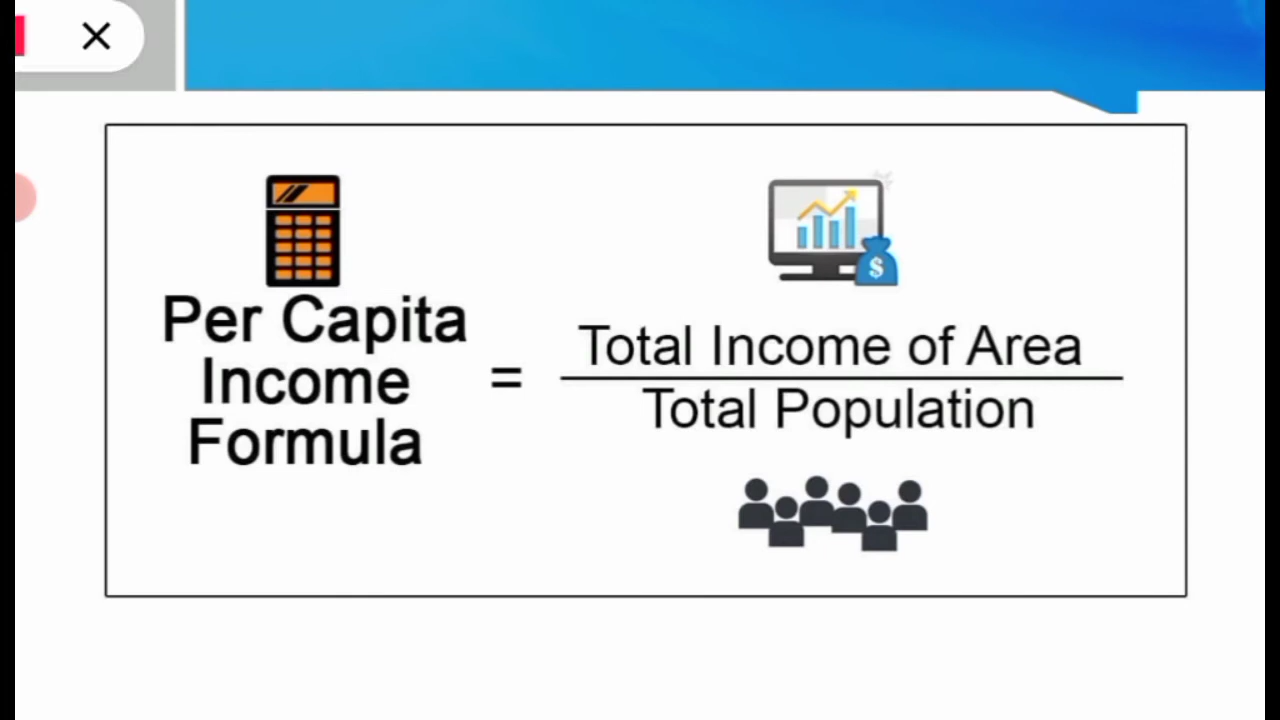 Per Capita
Income
Formula
=
Total Income of Area
Total Population
$